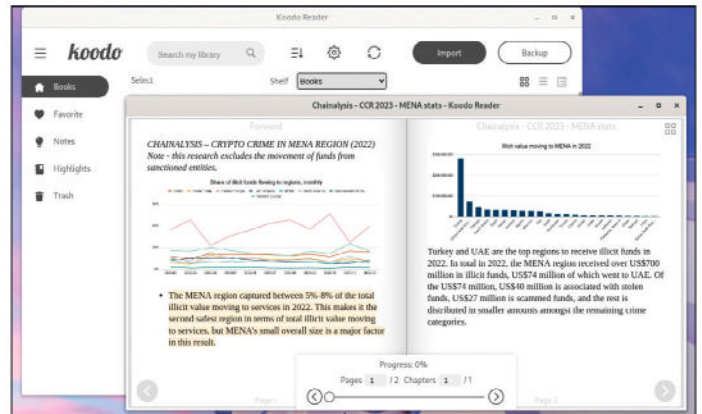 Koodo Reader
koodo
Search my library
Import
Backup
Books
Select
Shelf
Books
Favorite
Notes
Highlights
Trash
Chainalysis - CCR 2023 - MENA stats - Koodo Reader
Forward
CHAINALYSIS – CRYPTO CRIME IN MENA REGION (2022)
Note - this research excludes the movement of funds from
sanctioned entities.
Share of illicit funds flowing to regions, monthly
• The MENA region captured between 5%-8% of the total
illicit value moving to services in 2022. This makes it the
second safest region in terms of total illicit value moving
to services, but MENA's small overall size is a major factor
in this result.
Page 1
Chainalysis - CCR 2023 - MENA stats
Illicit value moving to MENA in 2022
Turkey and UAE are the top regions to receive illicit funds in
2022. In total in 2022, the MENA region received over US$700
million in illicit funds, US$74 million of which went to UAE. Of
the US$74 million, US$40 million is associated with stolen
funds, US$27 million is scammed funds, and the rest is
distributed in smaller amounts amongst the remaining crime
categories.
Page 2
Progress: 0%
Pages 1 / 2 Chapters 1 / 1